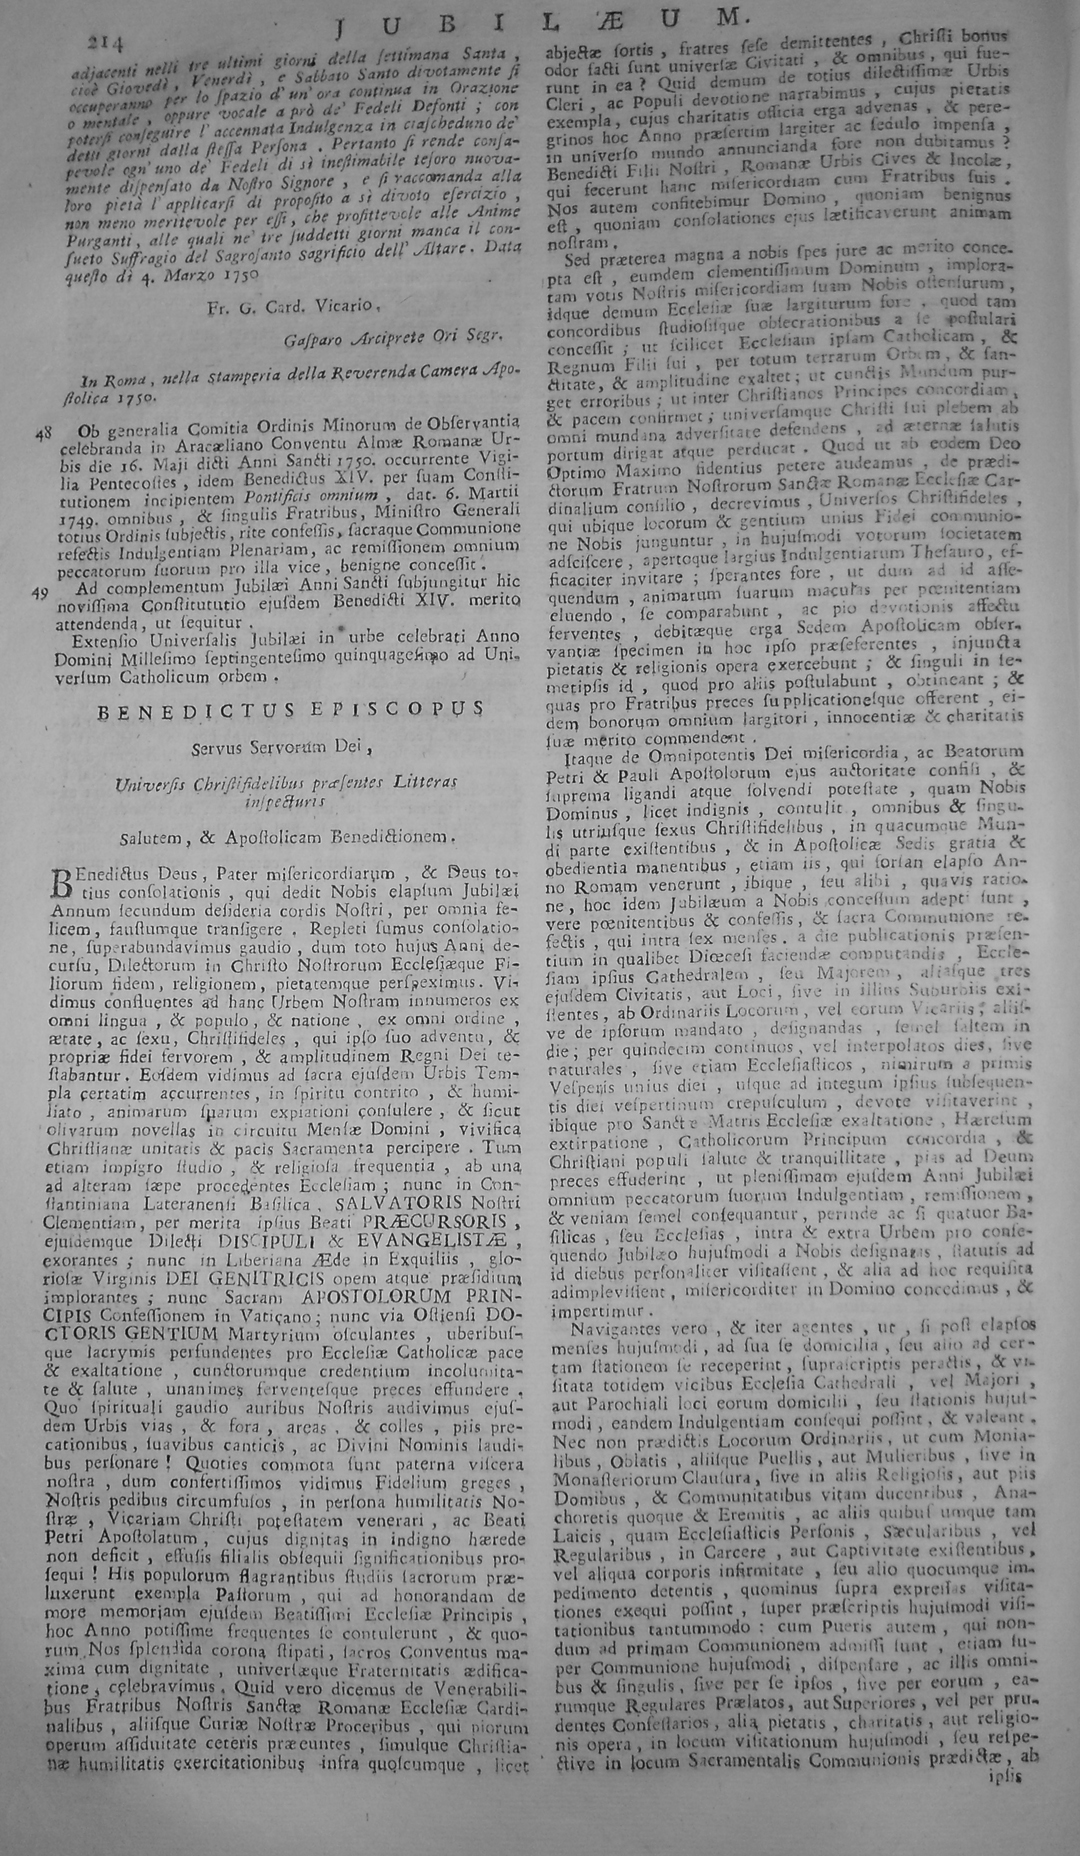 214
JUBILÆUM.
adjacenti nelli tre ultimi giorni della ſettimana Santa,
cioè Giovedì, Venerdì, e Sabbato Santo divotamente ſi
occuperanno per lo ſpazio d'un'ora continua in Orazione
o mentale, oppure vocale a prò de' Fedeli Defonti; con
poterſi conſeguire l'accennata Indulgenza in ciaſcheduno de'
detti giorni dalla ſteſſa Perſona. Pertanto ſi rende conſa-
pevole ogn'uno de' Fedeli di sì ineſtimabile teſoro nuova-
mente diſpenſato da Noſtro Signore, e ſi raccomanda alla
loro pietà l'applicarſi di propoſito a sì divoto eſercizio,
non meno meritevole per eſſi, che profittevole alle Anime
Purganti, alle quali ne' tre ſuddetti giorni manca il con-
ſueto Suffragio del Sagroſanto sagrificio dell'Altare. Data
queſto dì 4. Marzo 1750
Fr. G. Card. Vicario.
Gaſparo Arciprete Ori Segr.
In Roma, nella stamperia della Reverenda Camera Apo-
ſtolica 1750.
48 Ob generalia Comitia Ordinis Minorum de Obſervantia
celebranda in Aracæliano Conventu Almæ Romanæ Ur-
bis die 16. Maji dicti Anni Sancti 1750. occurrente Vigi-
lia Pentecoſtes, idem Benedictus XIV. per ſuam Conſti-
tutionem incipientem Pontificis omnium, dat. 6. Martii
1749. omnibus, & ſingulis Fratribus, Miniſtro Generali
totius Ordinis ſubjectis, rite confeſſis, ſacraque Communione
refectis Indulgentiam Plenariam, ac remiſſionem omnium
peccatorum ſuorum pro illa vice, benigne conceſſit.
49 Ad complementum Jubilæi Anni Sancti ſubjungitur hic
noviſſima Conſtitututio ejuſdem Benedicti XIV. merito
attendenda, ut ſequitur.
Extenſio Univerſalis Jubilæi in urbe celebrati Anno
Domini Milleſimo ſeptingenteſimo quinquageſimo ad Uni-
verſum Catholicum orbem.
BENEDICTUS EPISCOPUS
Servus Servorum Dei,
Univerſis Chriſtifidelibus præſentes Litteras
inſpecturis
Salutem, & Apoſtolicam Benedictionem.
BEnedictus Deus, Pater miſericordiarum, & Deus to-
tius conſolationis, qui dedit Nobis elapſum Jubilæi
Annum ſecundum deſideria cordis Noſtri, per omnia fe-
licem, fauſtumque tranſigere. Repleti ſumus conſolatio-
ne, ſuperabundavimus gaudio, dum toto hujus Anni de-
curſu, Dilectorum in Chriſto Noſtrorum Eccleſiæque Fi-
liorum fidem, religionem, pietatemque perſpeximus. Vi-
dimus confluentes ad hanc Urbem Noſtram innumeros ex
omni lingua, & populo, & natione, ex omni ordine,
ætate, ac ſexu, Chriſtifideles, qui ipſo ſuo adventu, &
propriæ fidei fervorem, & amplitudinem Regni Dei te-
ſtabantur. Eoſdem vidimus ad ſacra ejuſdem Urbis Tem-
pla certatim accurrentes, in ſpiritu contrito, & humi-
liato, animarum ſuarum expiationi conſulere, & ſicut
olivarum novellas in circuitu Menſæ Domini, vivifica
Chriſtianæ unitatis & pacis Sacramenta percipere. Tum
etiam impigro ſtudio, & religioſa frequentia, ab una
ad alteram ſæpe procedentes Eccleſiam; nunc in Con-
ſtantiniana Lateranenſi Baſilica, SALVATORIS Noſtri
Clementiam, per merita ipſius Beati PRÆCURSORIS,
ejuſdemque Dilecti DISCIPULI & EVANGELISTÆ,
exorantes; nunc in Liberiana Æde in Exquiliis, glo-
rioſæ Virginis DEI GENITRICIS opem atque præſidium
implorantes; nunc Sacram APOSTOLORUM PRIN-
CIPIS Confeſſionem in Vaticano; nunc via Oſtienſi DO-
CTORIS GENTIUM Martyrium oſculantes, uberibuſ-
que lacrymis perfundentes pro Eccleſiæ Catholicæ pace
& exaltatione, cunctorumque credentium incolumita-
te & ſalute, unanimes ferventeſque preces effundere.
Quo ſpirituali gaudio auribus Noſtris audivimus ejuſ-
dem Urbis vias, & fora, areas, & colles, piis pre-
cationibus, ſuavibus canticis, ac Divini Nominis laudi-
bus perſonare! Quoties commota ſunt paterna viſcera
noſtra, dum confertiſſimos vidimus Fidelium greges,
Noſtris pedibus circumfuſos, in perſona humilitatis No-
ſtræ, Vicariam Chriſti poteſtatem venerari, ac Beati
Petri Apoſtolatum, cujus dignitas in indigno hærede
non deficit, effuſis filialis obſequii ſignificationibus pro-
ſequi! His populorum flagrantibus ſtudiis ſacrorum præ-
luxerunt exempla Paſtorum, qui ad honorandam de
more memoriam ejuſdem Beatiſſimi Eccleſiæ Principis,
hoc Anno potiſſime frequentes ſe contulerunt, & quo-
rum Nos ſplendida corona ſtipati, ſacros Conventus ma-
xima cum dignitate, univerſæque Fraternitatis ædifica-
tione, celebravimus. Quid vero dicemus de Venerabili-
bus Fratribus Noſtris Sanctæ Romanæ Eccleſiæ Cardi-
nalibus, aliiſque Curiæ Noſtræ Proceribus, qui piorum
operum aſſiduitate ceteris præeuntes, ſimulque Chriſtia-
næ humilitatis exercitationibus infra quoſcumque, licet
abjectæ ſortis, fratres ſeſe demittentes, Chriſti bonus
odor facti ſunt univerſæ Civitati, & omnibus, qui fue-
runt in ea? Quid demum de totius dilectiſſimæ Urbis
Cleri, ac Populi devotione narrabimus, cujus pietatis
exempla, cujus charitatis officia erga advenas, & pere-
grinos hoc Anno præſertim largiter ac ſedulo impenſa,
in univerſo mundo annuncianda fore non dubitamus?
Benedicti Filii Noſtri, Romanæ Urbis Cives & Incolæ,
qui fecerunt hanc miſericordiam cum Fratribus ſuis.
Nos autem confitebimur Domino, quoniam benignus
eſt, quoniam conſolationes ejus lætificaverunt animam
noſtram.
Sed præterea magna a nobis ſpes jure ac merito conce-
pta eſt, eumdem clementiſſimum Dominum, implora-
tam votis Noſtris miſericordiam ſuam Nobis oſtenſurum,
idque demum Eccleſiæ ſuæ largiturum fore, quod tam
concordibus ſtudioſiſque obſecrationibus a ſe poſtulari
conceſſit; ut ſcilicet Eccleſiam ipſam Catholicam, &
Regnum Filii ſui, per totum terrarum Orbem, & ſan-
ctitate, & amplitudine exaltet; ut cunctis Mundum pur-
get erroribus; ut inter Chriſtianos Principes concordiam,
& pacem confirmet; univerſamque Chriſti ſui plebem ab
omni mundana adverſitate defendens, ad æternæ ſalutis
portum dirigat atque perducat. Quod ut ab eodem Deo
Optimo Maximo fidentius petere audeamus, de prædi-
ctorum Fratrum Noſtrorum Sanctæ Romanæ Eccleſiæ Car-
dinalium conſilio, decrevimus, Univerſos Chriſtifideles,
qui ubique locorum & gentium unius Fidei communio-
ne Nobis junguntur, in hujuſmodi votorum ſocietatem
adſciſcere, apertoque largius Indulgentiarum Theſauro, ef-
ficaciter invitare; ſperantes fore, ut dum ad id aſſe-
quendum, animarum ſuarum maculas per pœnitentiam
eluendo, ſe comparabunt, ac pio devotionis affectu
ferventes, debitæque erga Sedem Apoſtolicam obſer-
vantiæ ſpecimen in hoc ipſo præſeferentes, injuncta
pietatis & religionis opera exercebunt; & ſinguli in ſe-
metipſis id, quod pro aliis poſtulabunt, obtineant; &
quas pro Fratribus preces ſupplicationeſque offerent, ei-
dem bonorum omnium largitori, innocentiæ & charitatis
ſuæ merito commendent.
Itaque de Omnipotentis Dei miſericordia, ac Beatorum
Petri & Pauli Apoſtolorum ejus auctoritate confiſi, &
ſuprema ligandi atque ſolvendi poteſtate, quam Nobis
Dominus, licet indignis, contulit, omnibus & ſingu-
lis utriuſque ſexus Chriſtifidelibus, in quacumque Mun-
di parte exiſtentibus, & in Apoſtolicæ Sedis gratia &
obedientia manentibus, etiam iis, qui forſan elapſo An-
no Romam venerunt, ibique, ſeu alibi, quavis ratio-
ne, hoc idem Jubilæum a Nobis conceſſum adepti ſunt,
vere pœnitentibus & confeſſis, & ſacra Communione re-
fectis, qui intra ſex menſes, a die publicationis præſen-
tium in qualibet Diœceſi faciendæ computandis, Eccle-
ſiam ipſius Cathedralem, ſeu Majorem, aliaſque tres
ejuſdem Civitatis, aut Loci, ſive in illius Suburbiis exi-
ſtentes, ab Ordinariis Locorum, vel eorum Vicariis, aliiſ-
ve de ipſorum mandato, deſignandas, ſemel ſaltem in
die; per quindecim continuos, vel interpolatos dies, ſive
naturales, ſive etiam Eccleſiaſticos, nimirum a primis
Veſperis unius diei, uſque ad integum ipſius ſubſequen-
tis diei veſpertinum crepuſculum, devote viſitaverint,
ibique pro Sanctæ Matris Eccleſiæ exaltatione, Hæreſum
extirpatione, Catholicorum Principum concordia, &
Chriſtiani populi ſalute & tranquillitate, pias ad Deum
preces effuderint, ut pleniſſimam ejuſdem Anni Jubilæi
omnium peccatorum ſuorum Indulgentiam, remiſſionem,
& veniam ſemel conſequantur, perinde ac ſi quatuor Ba-
ſilicas, ſeu Eccleſias, intra & extra Urbem pro conſe-
quendo Jubilæo hujuſmodi a Nobis deſignatas, ſtatutis ad
id diebus perſonaliter viſitaſſent, & alia ad hoc requiſita
adimpleviſſent, miſericorditer in Domino concedimus, &
impertimur.
Navigantes vero, & iter agentes, ut, ſi poſt elapſos
menſes hujuſmodi, ad ſua ſe domicilia, ſeu alio ad cer-
tam ſtationem ſe receperint, ſupraſcriptis peractis, & vi-
ſitata totidem vicibus Eccleſia Cathedrali, vel Majori,
aut Parochiali loci eorum domicilii, ſeu ſtationis hujuſ-
modi, eandem Indulgentiam conſequi poſſint, & valeant.
Nec non prædictis Locorum Ordinariis, ut cum Monia-
libus, Oblatis, aliiſque Puellis, aut Mulieribus, ſive in
Monaſteriorum Clauſura, ſive in aliis Religioſis, aut piis
Domibus, & Communitatibus vitam ducentibus, Ana-
choretis quoque & Eremitis, ac aliis quibuſcumque tam
Laicis, quam Eccleſiaſticis Perſonis, Sæcularibus, vel
Regularibus, in Carcere, aut Captivitate exiſtentibus,
vel aliqua corporis infirmitate, ſeu alio quocumque im-
pedimento detentis, quominus ſupra expreſſas viſita-
tiones exequi poſſint, ſuper præſcriptis hujuſmodi viſi-
tationibus tantummodo: cum Pueris autem, qui non-
dum ad primam Communionem admiſſi ſunt, etiam ſu-
per Communione hujuſmodi, diſpenſare, ac illis omni-
bus & ſingulis, ſive per ſe ipſos, ſive per eorum, ea-
rumque Regulares Prælatos, aut Superiores, vel per pru-
dentes Confeſſarios, alia pietatis, charitatis, aut religio-
nis opera, in locum viſitationum hujuſmodi, ſeu reſpe-
ctive in locum Sacramentalis Communionis prædictæ, ab
ipſis